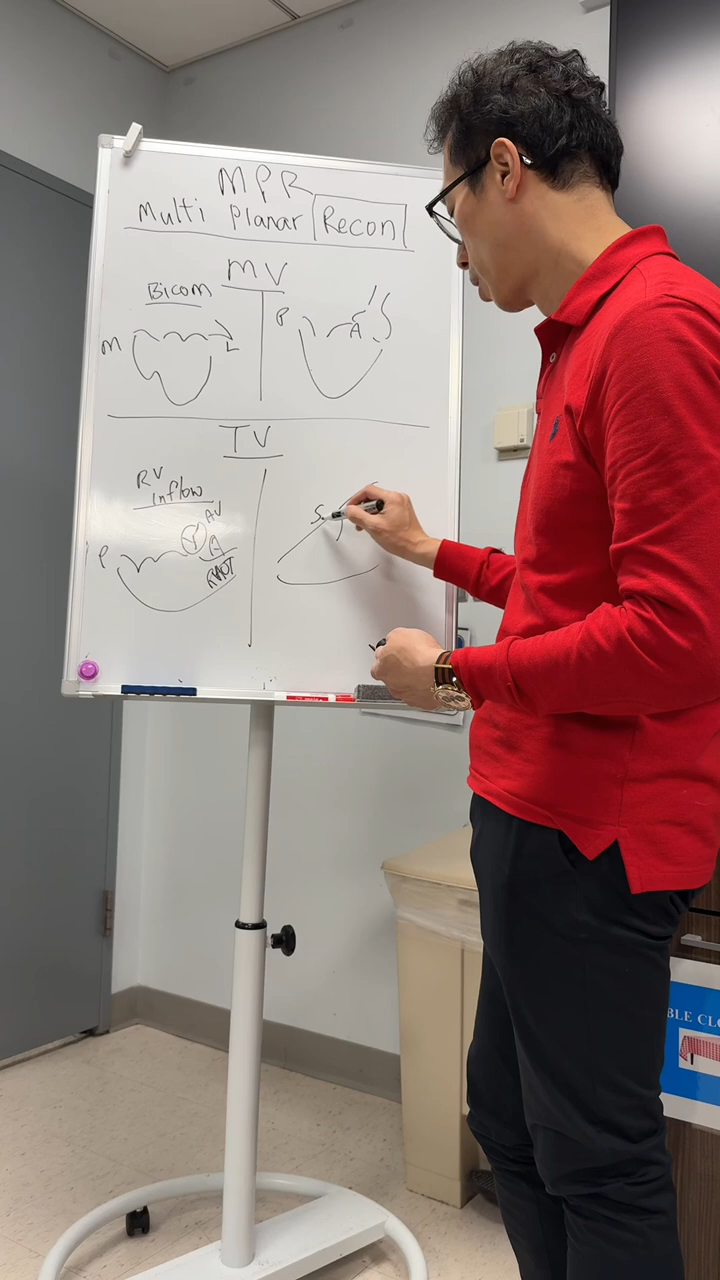 MPR
Multi Planar Recon
MV
Bicom
P
A
M
L
TV
RV
inflow
AV
P
A
RVOT
S
BLE CLO